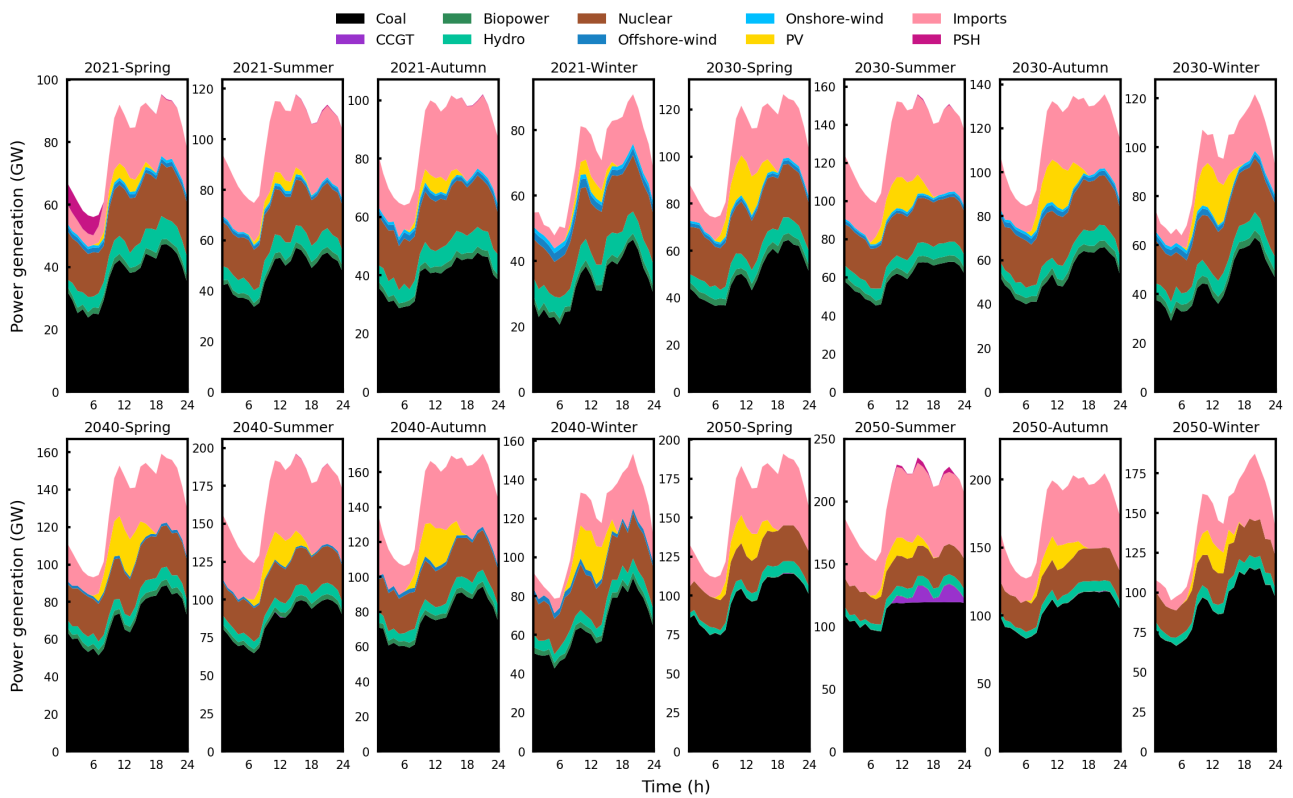 Coal Biopower Nuclear Onshore-wind Imports
CCGT Hydro Offshore-wind PV PSH
2021-Spring 2021-Summer 2021-Autumn 2021-Winter 2030-Spring 2030-Summer 2030-Autumn 2030-Winter
Power generation (GW)
100 80 60 40 20 0
120 100 80 60 40 20 0
100 80 60 40 20 0
80 60 40 20 0
120 100 80 60 40 20 0
160 140 120 100 80 60 40 20 0
140 120 100 80 60 40 20 0
120 100 80 60 40 20 0
6 12 18 24 6 12 18 24 6 12 18 24 6 12 18 24 6 12 18 24 6 12 18 24 6 12 18 24 6 12 18 24
2040-Spring 2040-Summer 2040-Autumn 2040-Winter 2050-Spring 2050-Summer 2050-Autumn 2050-Winter
Power generation (GW)
160 140 120 100 80 60 40 20 0
200 175 150 125 100 75 50 25 0
160 140 120 100 80 60 40 20 0
160 140 120 100 80 60 40 20 0
200 175 150 125 100 75 50 25 0
250 200 150 100 50 0
200 150 100 50 0
175 150 125 100 75 50 25 0
6 12 18 24 6 12 18 24 6 12 18 24 6 12 18 24 6 12 18 24 6 12 18 24 6 12 18 24 6 12 18 24
Time (h)